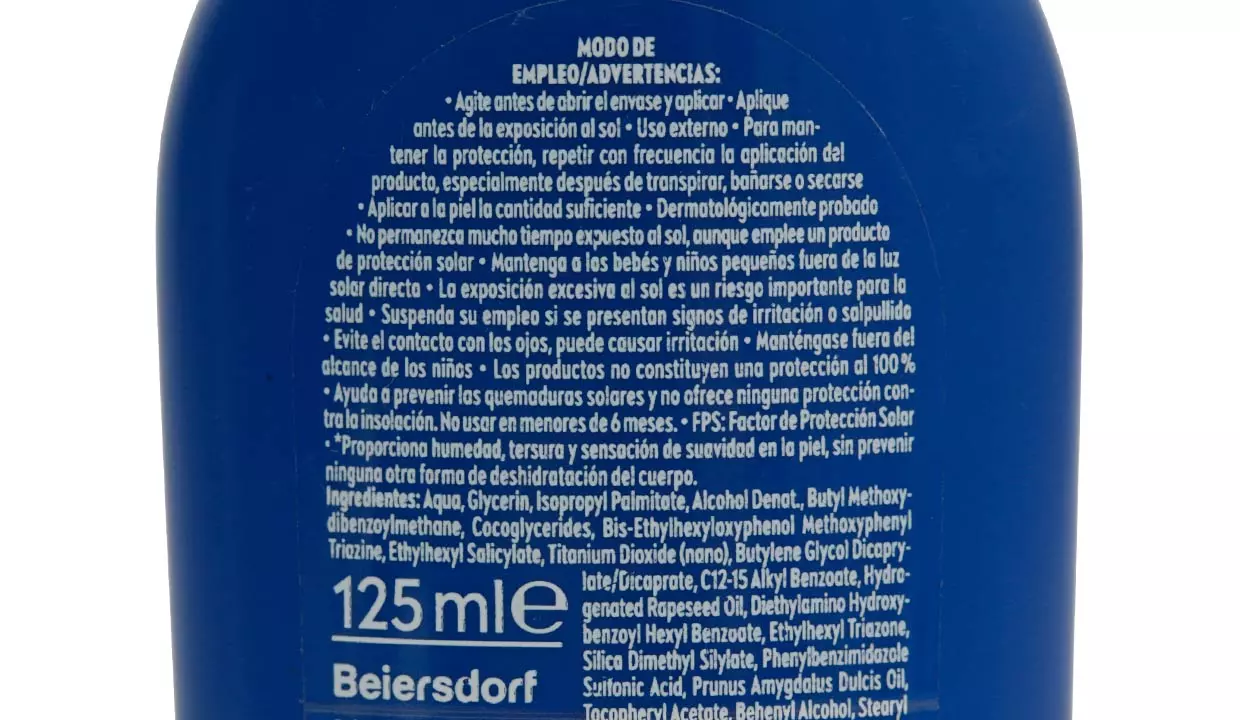 MODO DE
EMPLEO/ADVERTENCIAS:
• Agite antes de abrir el envase y aplicar • Aplique
antes de la exposición al sol • Uso externo • Para man-
tener la protección, repetir con frecuencia la aplicación del
producto, especialmente después de transpirar, bañarse o secarse
• Aplicar a la piel la cantidad suficiente • Dermatológicamente probado
• No permanezca mucho tiempo expuesto al sol, aunque emplee un producto
de protección solar • Mantenga a los bebés y niños pequeños fuera de la luz
solar directa • La exposición excesiva al sol es un riesgo importante para la
salud • Suspenda su empleo si se presentan signos de irritación o salpullido
• Evite el contacto con los ojos, puede causar irritación • Manténgase fuera del
alcance de los niños • Los productos no constituyen una protección al 100%
• Ayuda a prevenir las quemaduras solares y no ofrece ninguna protección con-
tra la insolación. No usar en menores de 6 meses. • FPS: Factor de Protección Solar
• *Proporciona humedad, tersura y sensación de suavidad en la piel, sin prevenir
ninguna otra forma de deshidratación del cuerpo.
Ingredientes: Aqua, Glycerin, Isopropyl Palmitate, Alcohol Denat., Butyl Methoxy-
dibenzoylmethane, Cocoglycerides, Bis-Ethylhexyloxyphenol Methoxyphenyl
Triazine, Ethylhexyl Salicylate, Titanium Dioxide (nano), Butylene Glycol Dicapry-
late/Dicaprate, C12-15 Alkyl Benzoate, Hydro-
genated Rapeseed Oil, Diethylamino Hydroxy-
benzoyl Hexyl Benzoate, Ethylhexyl Triazone,
Silica Dimethyl Silylate, Phenylbenzimidazole
Sulfonic Acid, Prunus Amygdalus Dulcis Oil,
Tocopheryl Acetate, Behenyl Alcohol, Stearyl
125 ml e
Beiersdorf